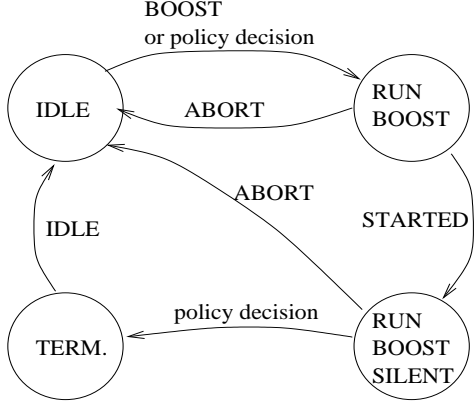 BOOST
or policy decision
IDLE
ABORT
RUN
BOOST
ABORT
IDLE
STARTED
policy decision
TERM.
RUN
BOOST
SILENT